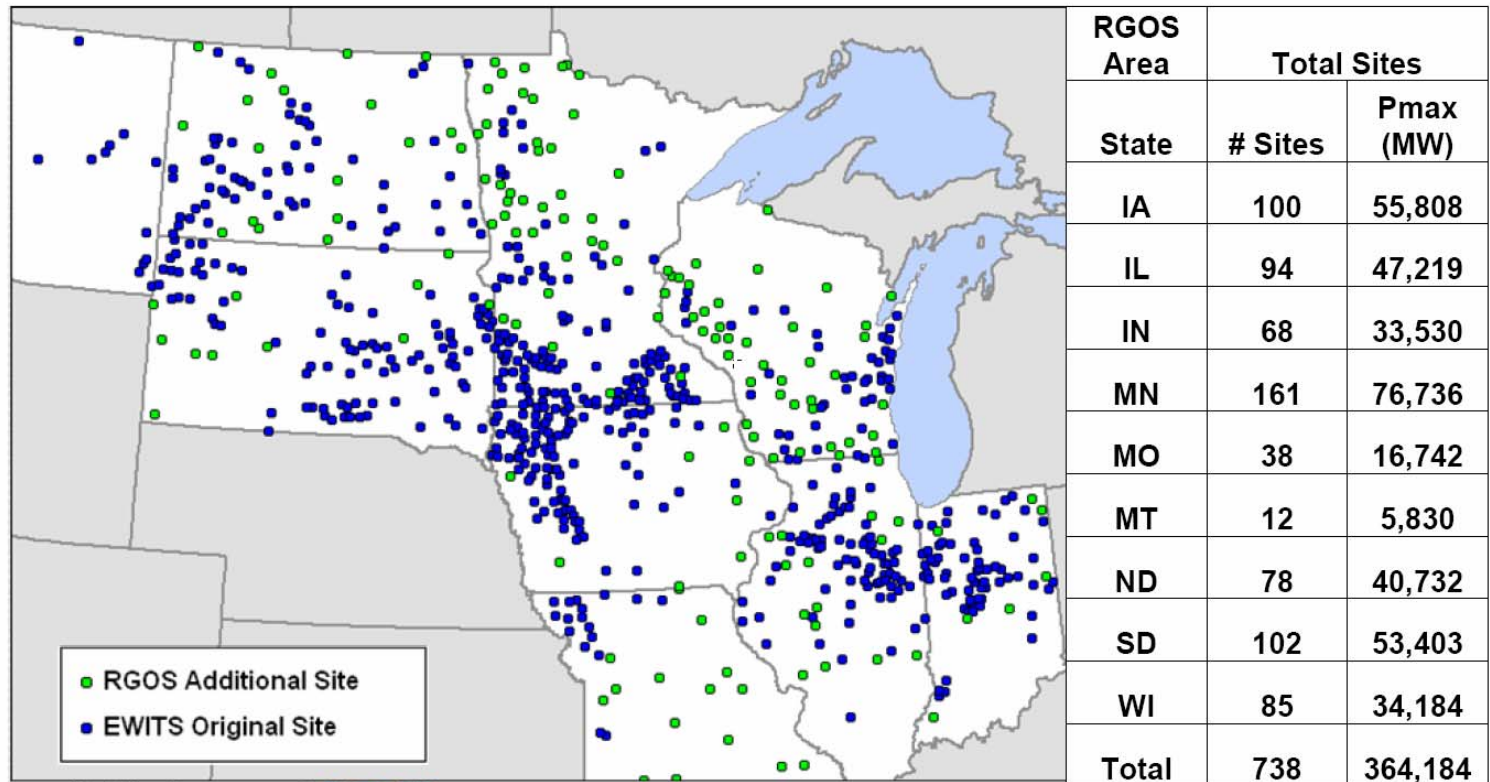 RGOS Additional Site
EWITS Original Site
RGOS Area Total Sites
State # Sites Pmax (MW)
IA 100 55,808
IL 94 47,219
IN 68 33,530
MN 161 76,736
MO 38 16,742
MT 12 5,830
ND 78 40,732
SD 102 53,403
WI 85 34,184
Total 738 364,184